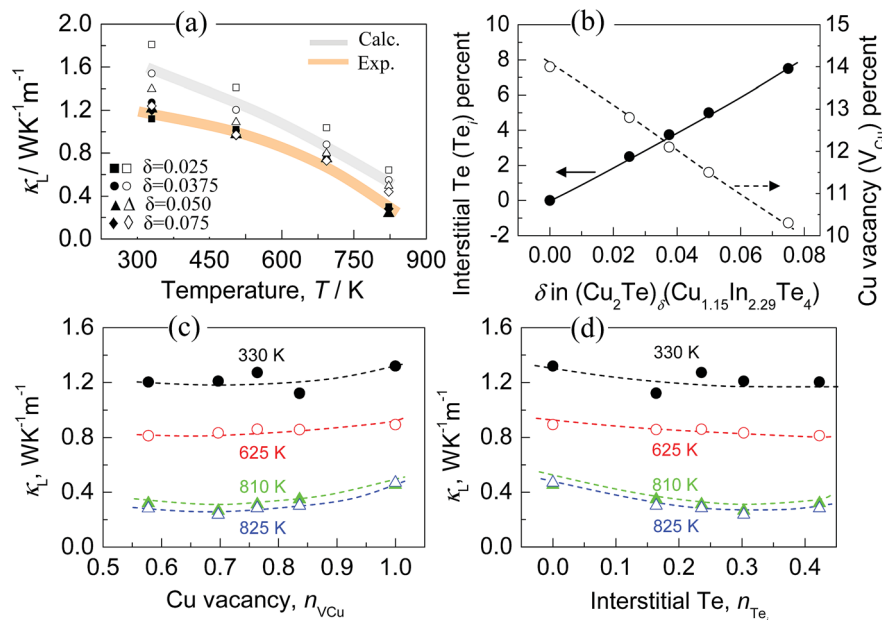 (a)
Calc.
Exp.
δ=0.025
δ=0.0375
δ=0.050
δ=0.075
2.0
1.6
1.2
0.8
0.4
0.0
κL/ WK⁻¹m⁻¹
300 450 600 750 900
Temperature, T / K
(b)
10
8
6
4
2
0
-2
Interstitial Te (Teᵢ) percent
15
14
13
12
11
10
Cu vacancy (VCu) percent
0.00 0.02 0.04 0.06 0.08
δ in (Cu₂Te)δ(Cu₁.₁₅In₂.₂₉Te₄)
(c)
330 K
625 K
810 K
825 K
1.6
1.2
0.8
0.4
0.0
κL, WK⁻¹m⁻¹
0.5 0.6 0.7 0.8 0.9 1.0
Cu vacancy, nVCu
(d)
330 K
625 K
810 K
825 K
1.6
1.2
0.8
0.4
0.0
κL, WK⁻¹m⁻¹
0.0 0.1 0.2 0.3 0.4
Interstitial Te, nTeᵢ